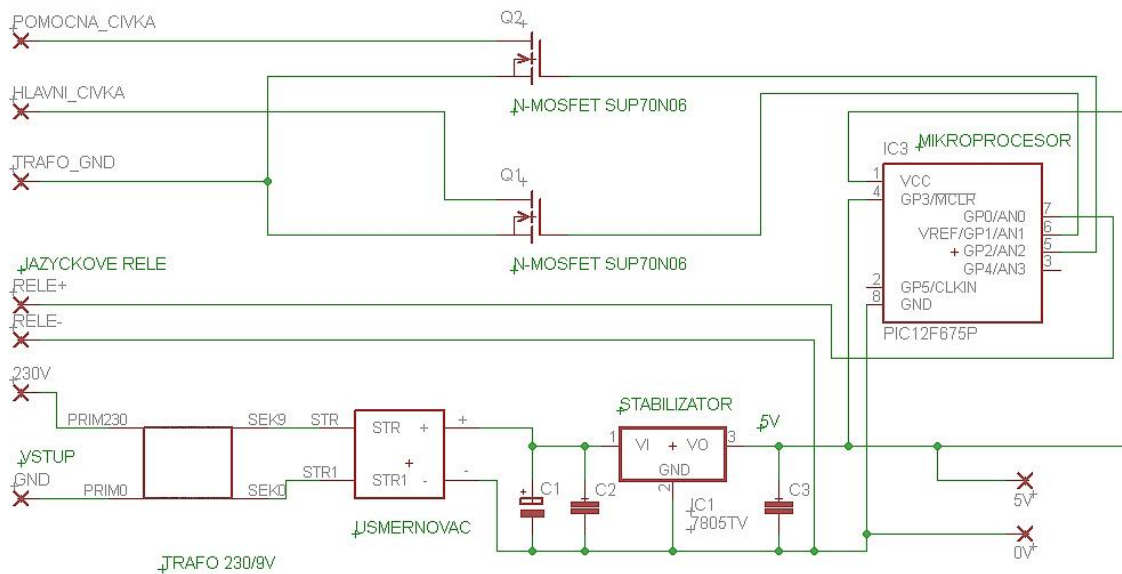 POMOCNA_CIVKA
Q2
N-MOSFET SUP70N06
HLAVNI_CIVKA
TRAFO_GND
Q1
N-MOSFET SUP70N06
MIKROPROCESOR
IC3
1 VCC
4 GP3/MCLR
GP0/AN0 7
VREF/GP1/AN1 6
GP2/AN2 5
GP4/AN3 3
2 GP5/CLKIN
8 GND
PIC12F675P
JAZYCKOVE RELE
RELE+
RELE-
230V
PRIM230
SEK9
STR
STR +
+
VSTUP
GND
PRIM0
SEK0
STR1
STR1 -
-
USMERNOVAC
TRAFO 230/9V
C1
C2
STABILIZATOR
1 VI VO 3
GND
2
IC1
7805TV
5V
C3
5V
0V